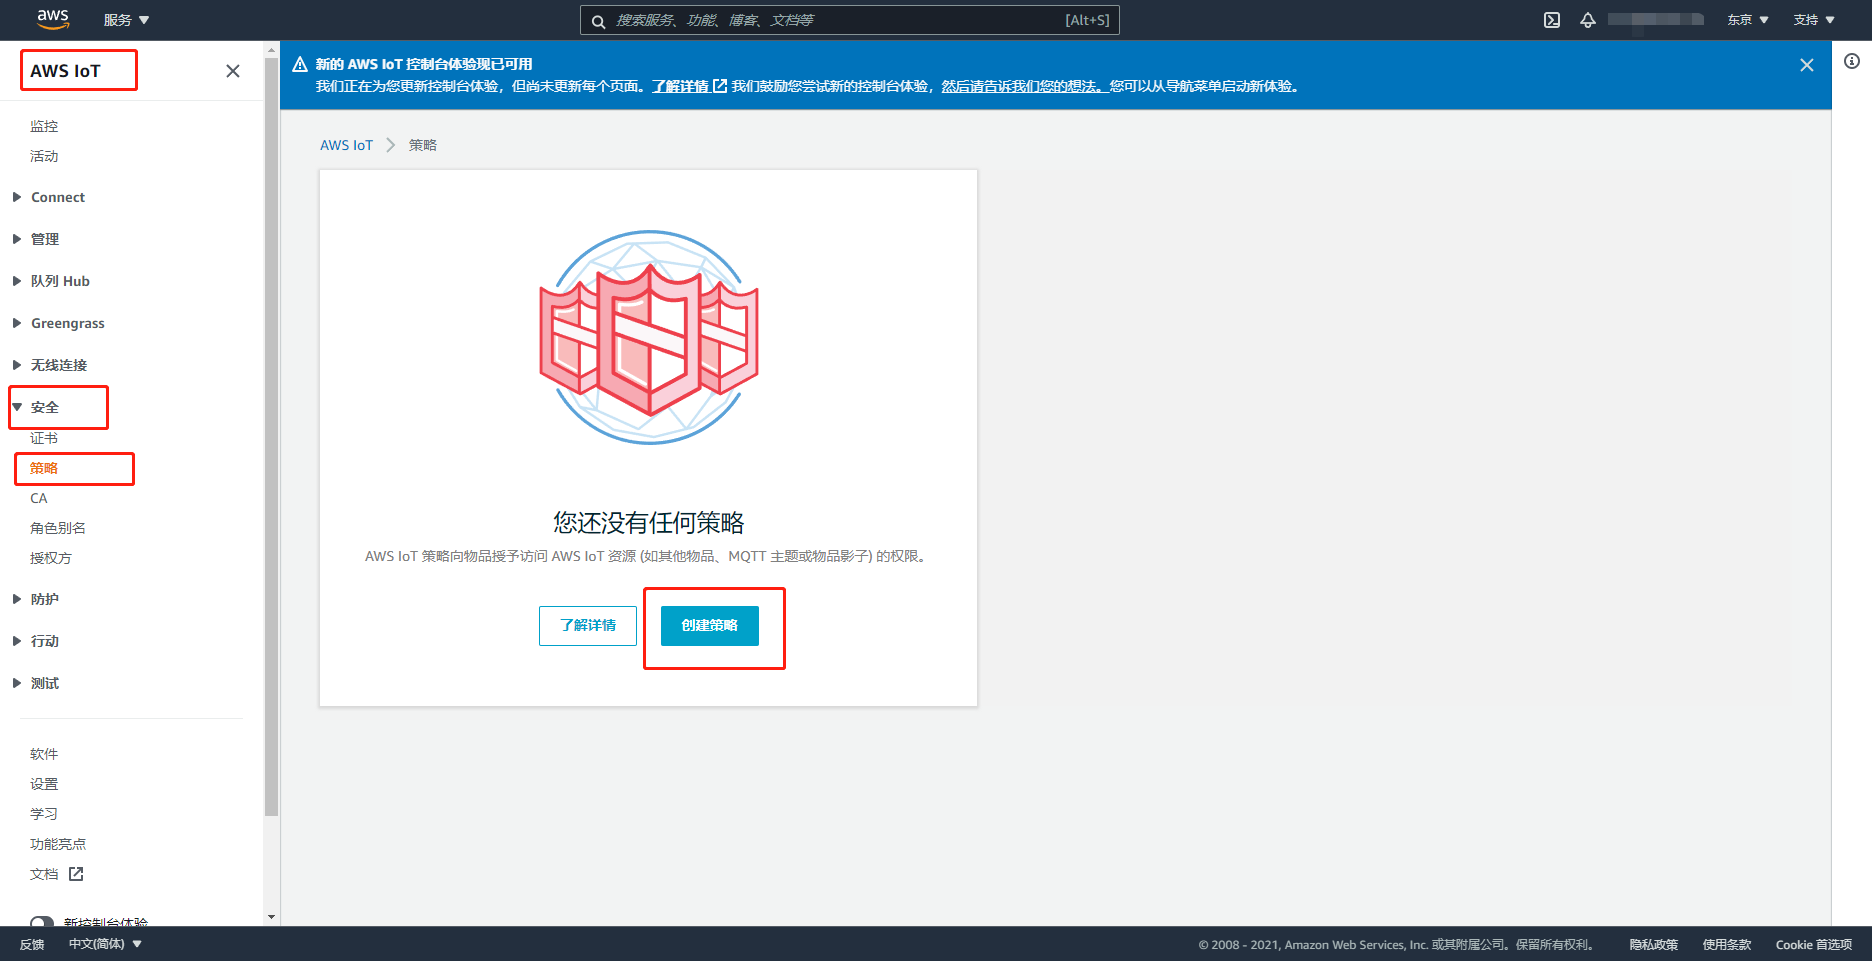 aws
服务
搜索服务、功能、博客、文档等
[Alt+S]
东京
支持
AWS IoT
监控
活动
Connect
管理
队列 Hub
Greengrass
无线连接
安全
证书
策略
CA
角色别名
授权方
防护
行动
测试
软件
设置
学习
功能亮点
文档
新控制台体验
新的 AWS IoT 控制台体验现已可用
我们正在为您更新控制台体验，但尚未更新每个页面。了解详情 我们鼓励您尝试新的控制台体验，然后请告诉我们您的想法。您可以从导航菜单启动新体验。
AWS IoT
策略
您还没有任何策略
AWS IoT 策略向物品授予访问 AWS IoT 资源 (如其他物品、MQTT 主题或物品影子) 的权限。
了解详情
创建策略
反馈
中文(简体)
© 2008 - 2021, Amazon Web Services, Inc. 或其附属公司。保留所有权利。
隐私政策
使用条款
Cookie 首选项